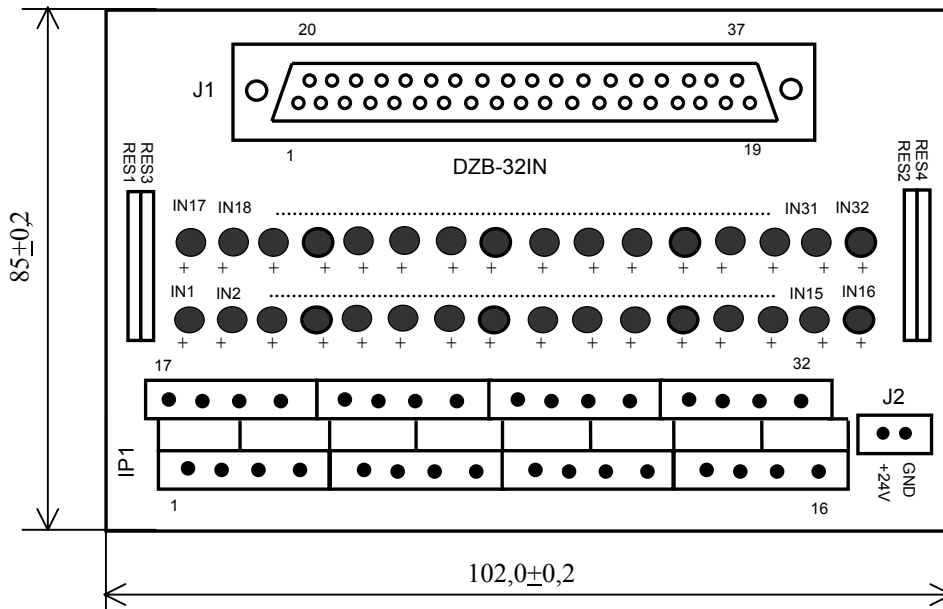 20 37
J1
1 19
DZB-32IN
RES1
RES3
RES2
RES4
IN17 IN18 IN31 IN32
+ + + + + + + + + + + + + + + +
IN1 IN2 IN15 IN16
+ + + + + + + + + + + + + + + +
17 32
J2
IP1
+24V
GND
1 16
85±0,2
102,0±0,2